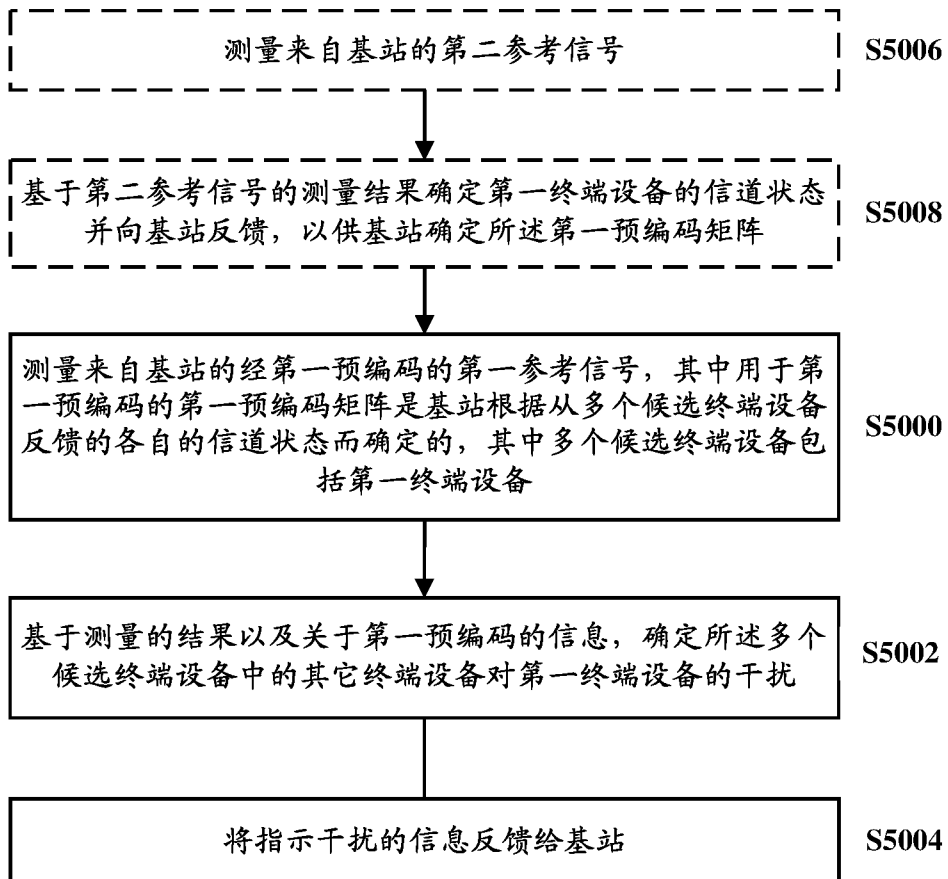 测量来自基站的第二参考信号
S5006
基于第二参考信号的测量结果确定第一终端设备的信道状态
并向基站反馈，以供基站确定所述第一预编码矩阵
S5008
测量来自基站的经第一预编码的第一参考信号，其中用于第
一预编码的第一预编码矩阵是基站根据从多个候选终端设备
反馈的各自的信道状态而确定的，其中多个候选终端设备包
括第一终端设备
S5000
基于测量的结果以及关于第一预编码的信息，确定所述多个
候选终端设备中的其它终端设备对第一终端设备的干扰
S5002
将指示干扰的信息反馈给基站
S5004